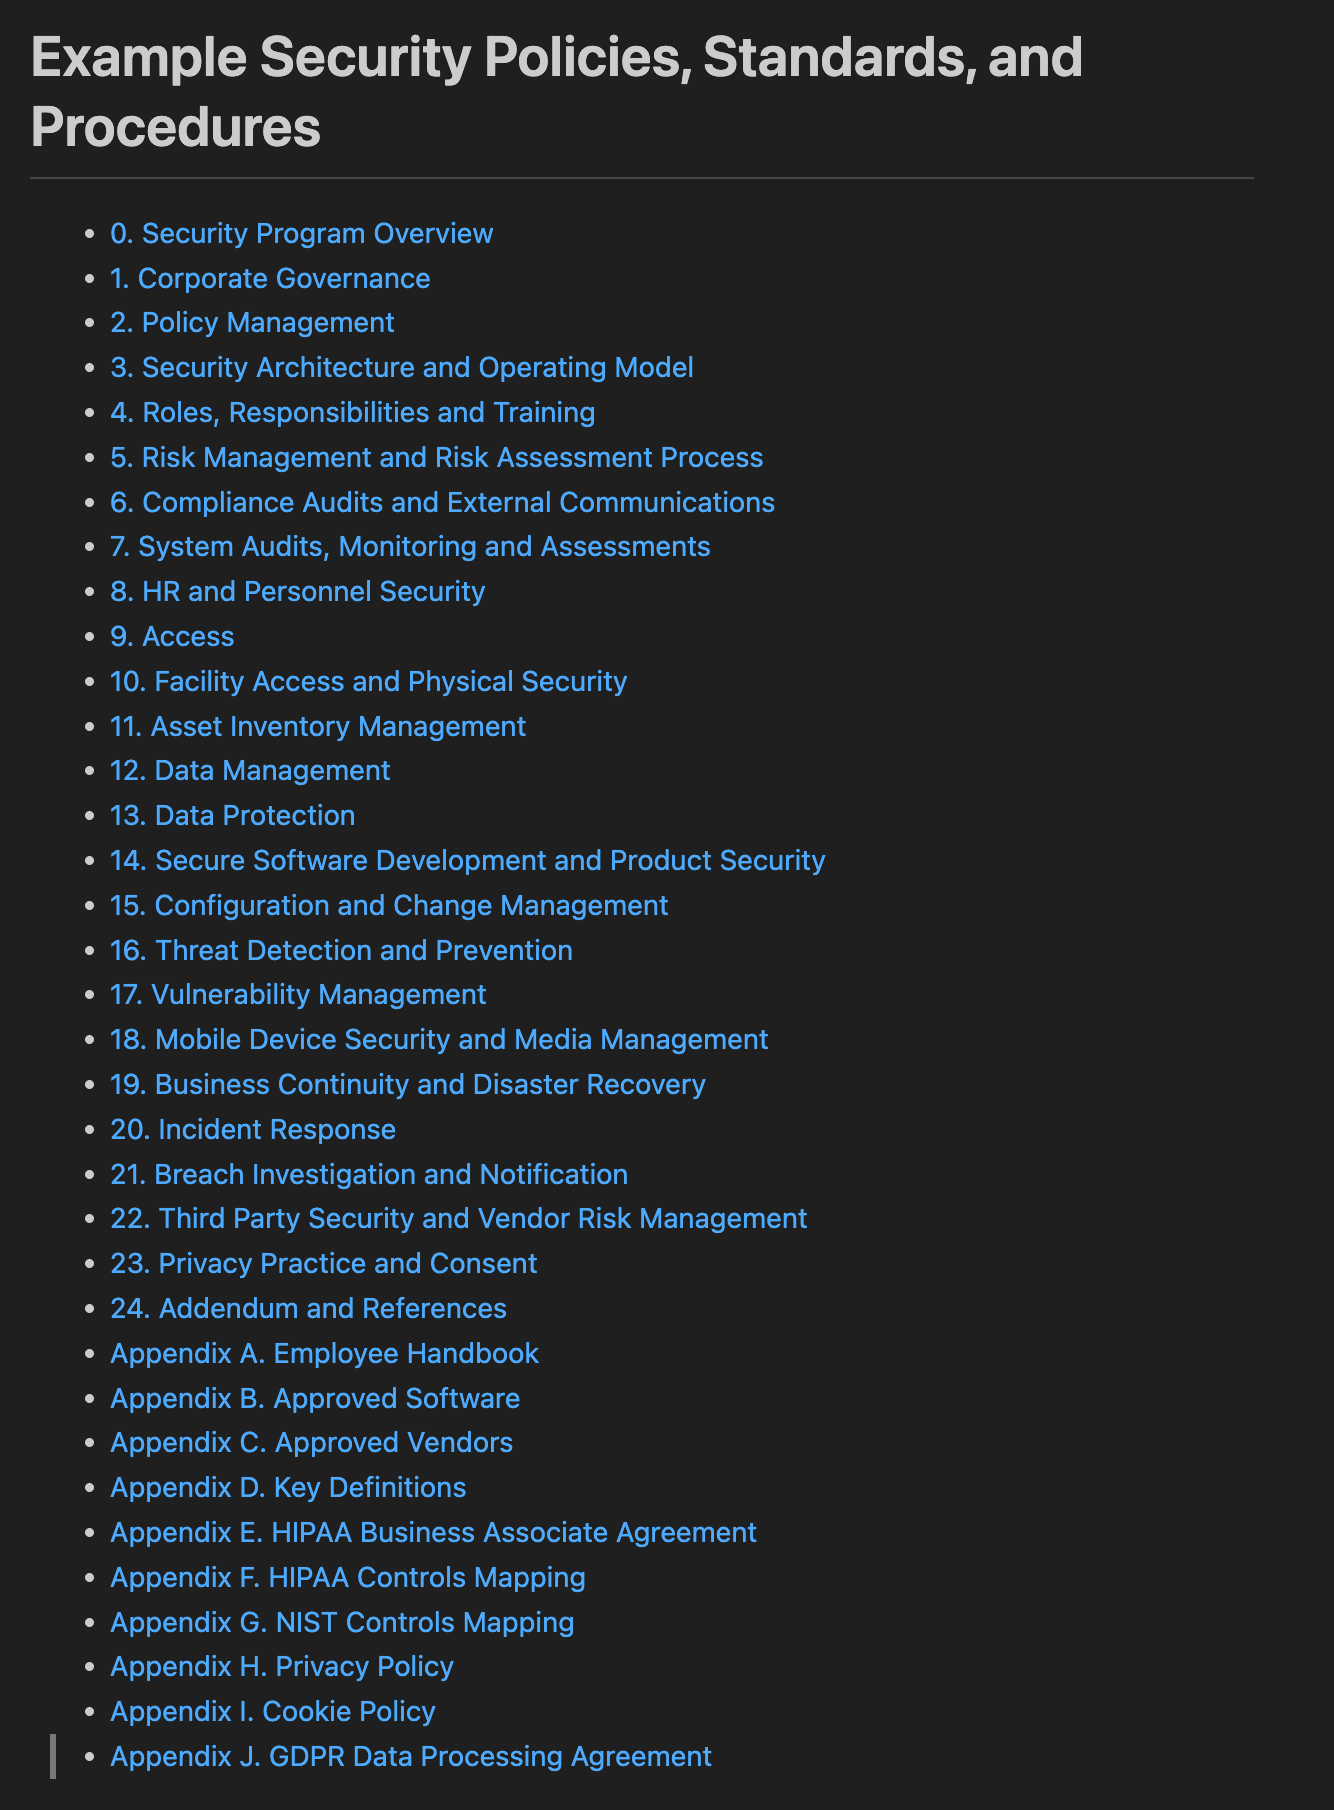 Example Security Policies, Standards, and
Procedures
• 0. Security Program Overview
• 1. Corporate Governance
• 2. Policy Management
• 3. Security Architecture and Operating Model
• 4. Roles, Responsibilities and Training
• 5. Risk Management and Risk Assessment Process
• 6. Compliance Audits and External Communications
• 7. System Audits, Monitoring and Assessments
• 8. HR and Personnel Security
• 9. Access
• 10. Facility Access and Physical Security
• 11. Asset Inventory Management
• 12. Data Management
• 13. Data Protection
• 14. Secure Software Development and Product Security
• 15. Configuration and Change Management
• 16. Threat Detection and Prevention
• 17. Vulnerability Management
• 18. Mobile Device Security and Media Management
• 19. Business Continuity and Disaster Recovery
• 20. Incident Response
• 21. Breach Investigation and Notification
• 22. Third Party Security and Vendor Risk Management
• 23. Privacy Practice and Consent
• 24. Addendum and References
• Appendix A. Employee Handbook
• Appendix B. Approved Software
• Appendix C. Approved Vendors
• Appendix D. Key Definitions
• Appendix E. HIPAA Business Associate Agreement
• Appendix F. HIPAA Controls Mapping
• Appendix G. NIST Controls Mapping
• Appendix H. Privacy Policy
• Appendix I. Cookie Policy
• Appendix J. GDPR Data Processing Agreement